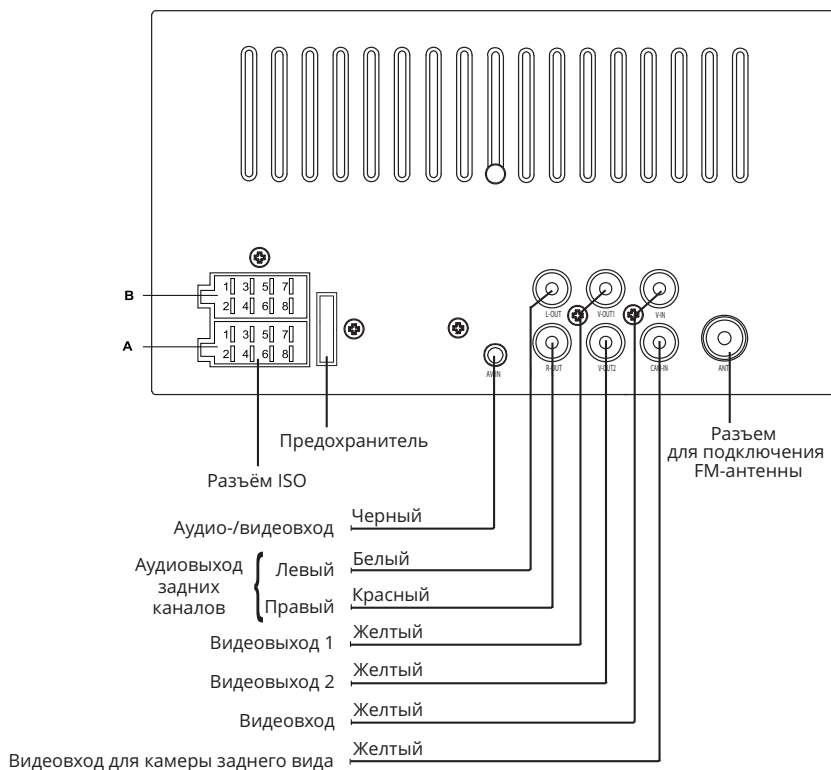 B
1 3 5 7
2 4 6 8
A
1 3 5 7
2 4 6 8
L-OUT
V-OUT1
V-IN
AV-IN
R-OUT
V-OUT2
CAM-IN
ANT
Предохранитель
Разъём ISO
Разъем
для подключения
FM-антенны
Аудио-/видеовход Черный
Аудиовыход
задних
каналов
Левый Белый
Правый Красный
Видеовыход 1 Желтый
Видеовыход 2 Желтый
Видеовход Желтый
Видеовход для камеры заднего вида Желтый